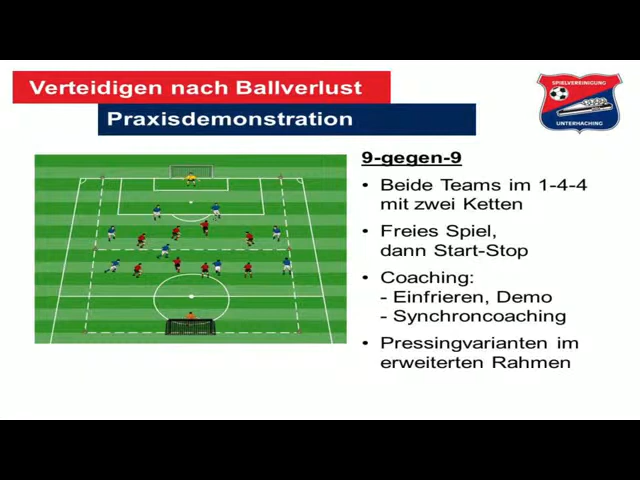 Verteidigen nach Ballverlust
Praxisdemonstration
SPIELVEREINIGUNG
UNTERHACHING
9-gegen-9
• Beide Teams im 1-4-4
mit zwei Ketten
• Freies Spiel,
dann Start-Stop
• Coaching:
- Einfrieren, Demo
- Synchroncoaching
• Pressingvarianten im
erweiterten Rahmen